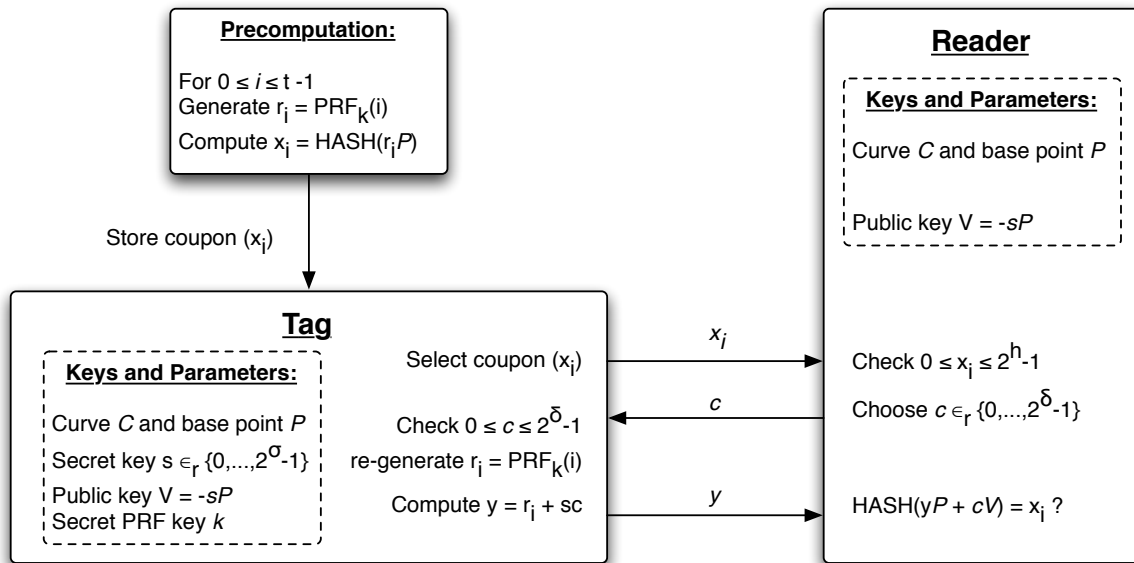 Precomputation:
For 0 ≤ i ≤ t -1
Generate r_i = PRF_k(i)
Compute x_i = HASH(r_iP)
Store coupon (x_i)
Tag
Keys and Parameters:
Curve C and base point P
Secret key s ∈_r {0,...,2^σ-1}
Public key V = -sP
Secret PRF key k
Select coupon (x_i)
Check 0 ≤ c ≤ 2^δ-1
re-generate r_i = PRF_k(i)
Compute y = r_i + sc
x_i
c
y
Reader
Keys and Parameters:
Curve C and base point P
Public key V = -sP
Check 0 ≤ x_i ≤ 2^h-1
Choose c ∈_r {0,...,2^δ-1}
HASH(yP + cV) = x_i ?